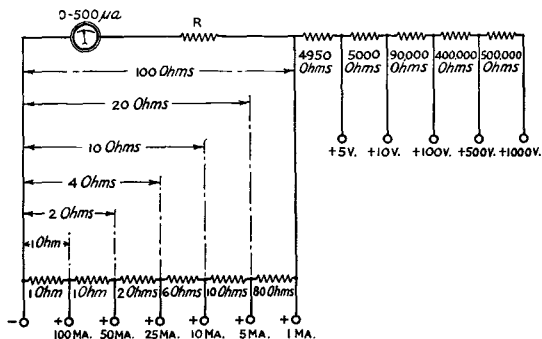 0-500 μa
R
4950 Ohms 5000 Ohms 90,000 Ohms 400,000 Ohms 500,000 Ohms
100 Ohms
20 Ohms
+5V. +10V. +100V. +500V. +1000V.
10 Ohms
4 Ohms
2 Ohms
1 Ohm
1 Ohm 1 Ohm 2 Ohms 6 Ohms 10 Ohms 80 Ohms
- + + + + + +
100 MA. 50 MA. 25 MA. 10 MA. 5 MA. 1 MA.